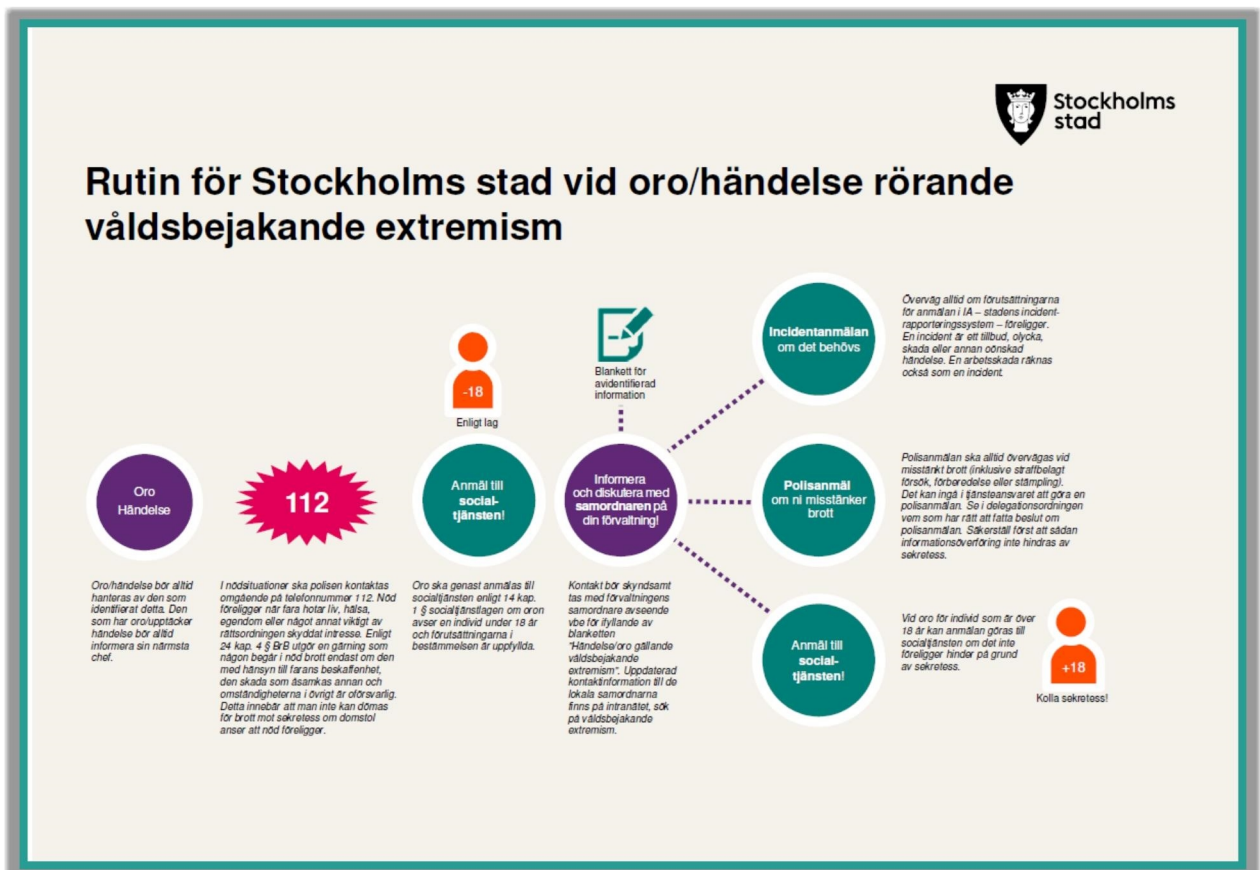 Stockholms
stad
Rutin för Stockholms stad vid oro/händelse rörande
våldsbejakande extremism
Oro
Händelse
Oro/händelse bör alltid
hanteras av den som
identifierat detta. Den
som har oro/upptäcker
händelse bör alltid
informera sin närmsta
chef.
112
I nödsituationer ska polisen kontaktas
omgående på telefonnummer 112. Nöd
föreligger när fara hotar liv, hälsa,
egendom eller något annat viktigt av
rättsordningen skyddat intresse. Enligt
24 kap. 4 § BrB utgör en gärning som
någon begår i nöd brott endast om den
med hänsyn till farans beskaffenhet,
den skada som åsamkas annan och
omständigheterna i övrigt är oförsvarlig.
Detta innebär att man inte kan dömas
för brott mot sekretess om domstol
anser att nöd föreligger.
-18
Enligt lag
Anmäl till
social-
tjänsten!
Oro ska genast anmälas till
socialtjänsten enligt 14 kap.
1 § socialtjänstlagen om oron
avser en individ under 18 år
och förutsättningarna i
bestämmelsen är uppfyllda.
Blankett för
avidentifierad
information
Informera
och diskutera med
samordnaren på
din förvaltning!
Kontakt bör skyndsamt
tas med förvaltningens
samordnare avseende
vbe för ifyllande av
blanketten
"Händelse/oro gällande
våldsbejakande
extremism". Uppdaterad
kontaktinformation till de
lokala samordnarna
finns på intranätet, sök
på våldsbejakande
extremism.
Incidentanmälan
om det behövs
Överväg alltid om förutsättningarna
för anmälan i IA – stadens incident-
rapporteringssystem – föreligger.
En incident är ett tillbud, olycka,
skada eller annan oönskad
händelse. En arbetsskada räknas
också som en incident.
Polisanmäl
om ni misstänker
brott
Polisanmälan ska alltid övervägas vid
misstänkt brott (inklusive straffbelagt
försök, förberedelse eller stämpling).
Det kan ingå i tjänsteansvaret att göra en
polisanmälan. Se i delegationsordningen
vem som har rätt att fatta beslut om
polisanmälan. Säkerställ först att sådan
informationsöverföring inte hindras av
sekretess.
Anmäl till
social-
tjänsten!
Vid oro för individ som är över
18 år kan anmälan göras till
socialtjänsten om det inte
föreligger hinder på grund
av sekretess.
+18
Kolla sekretess!